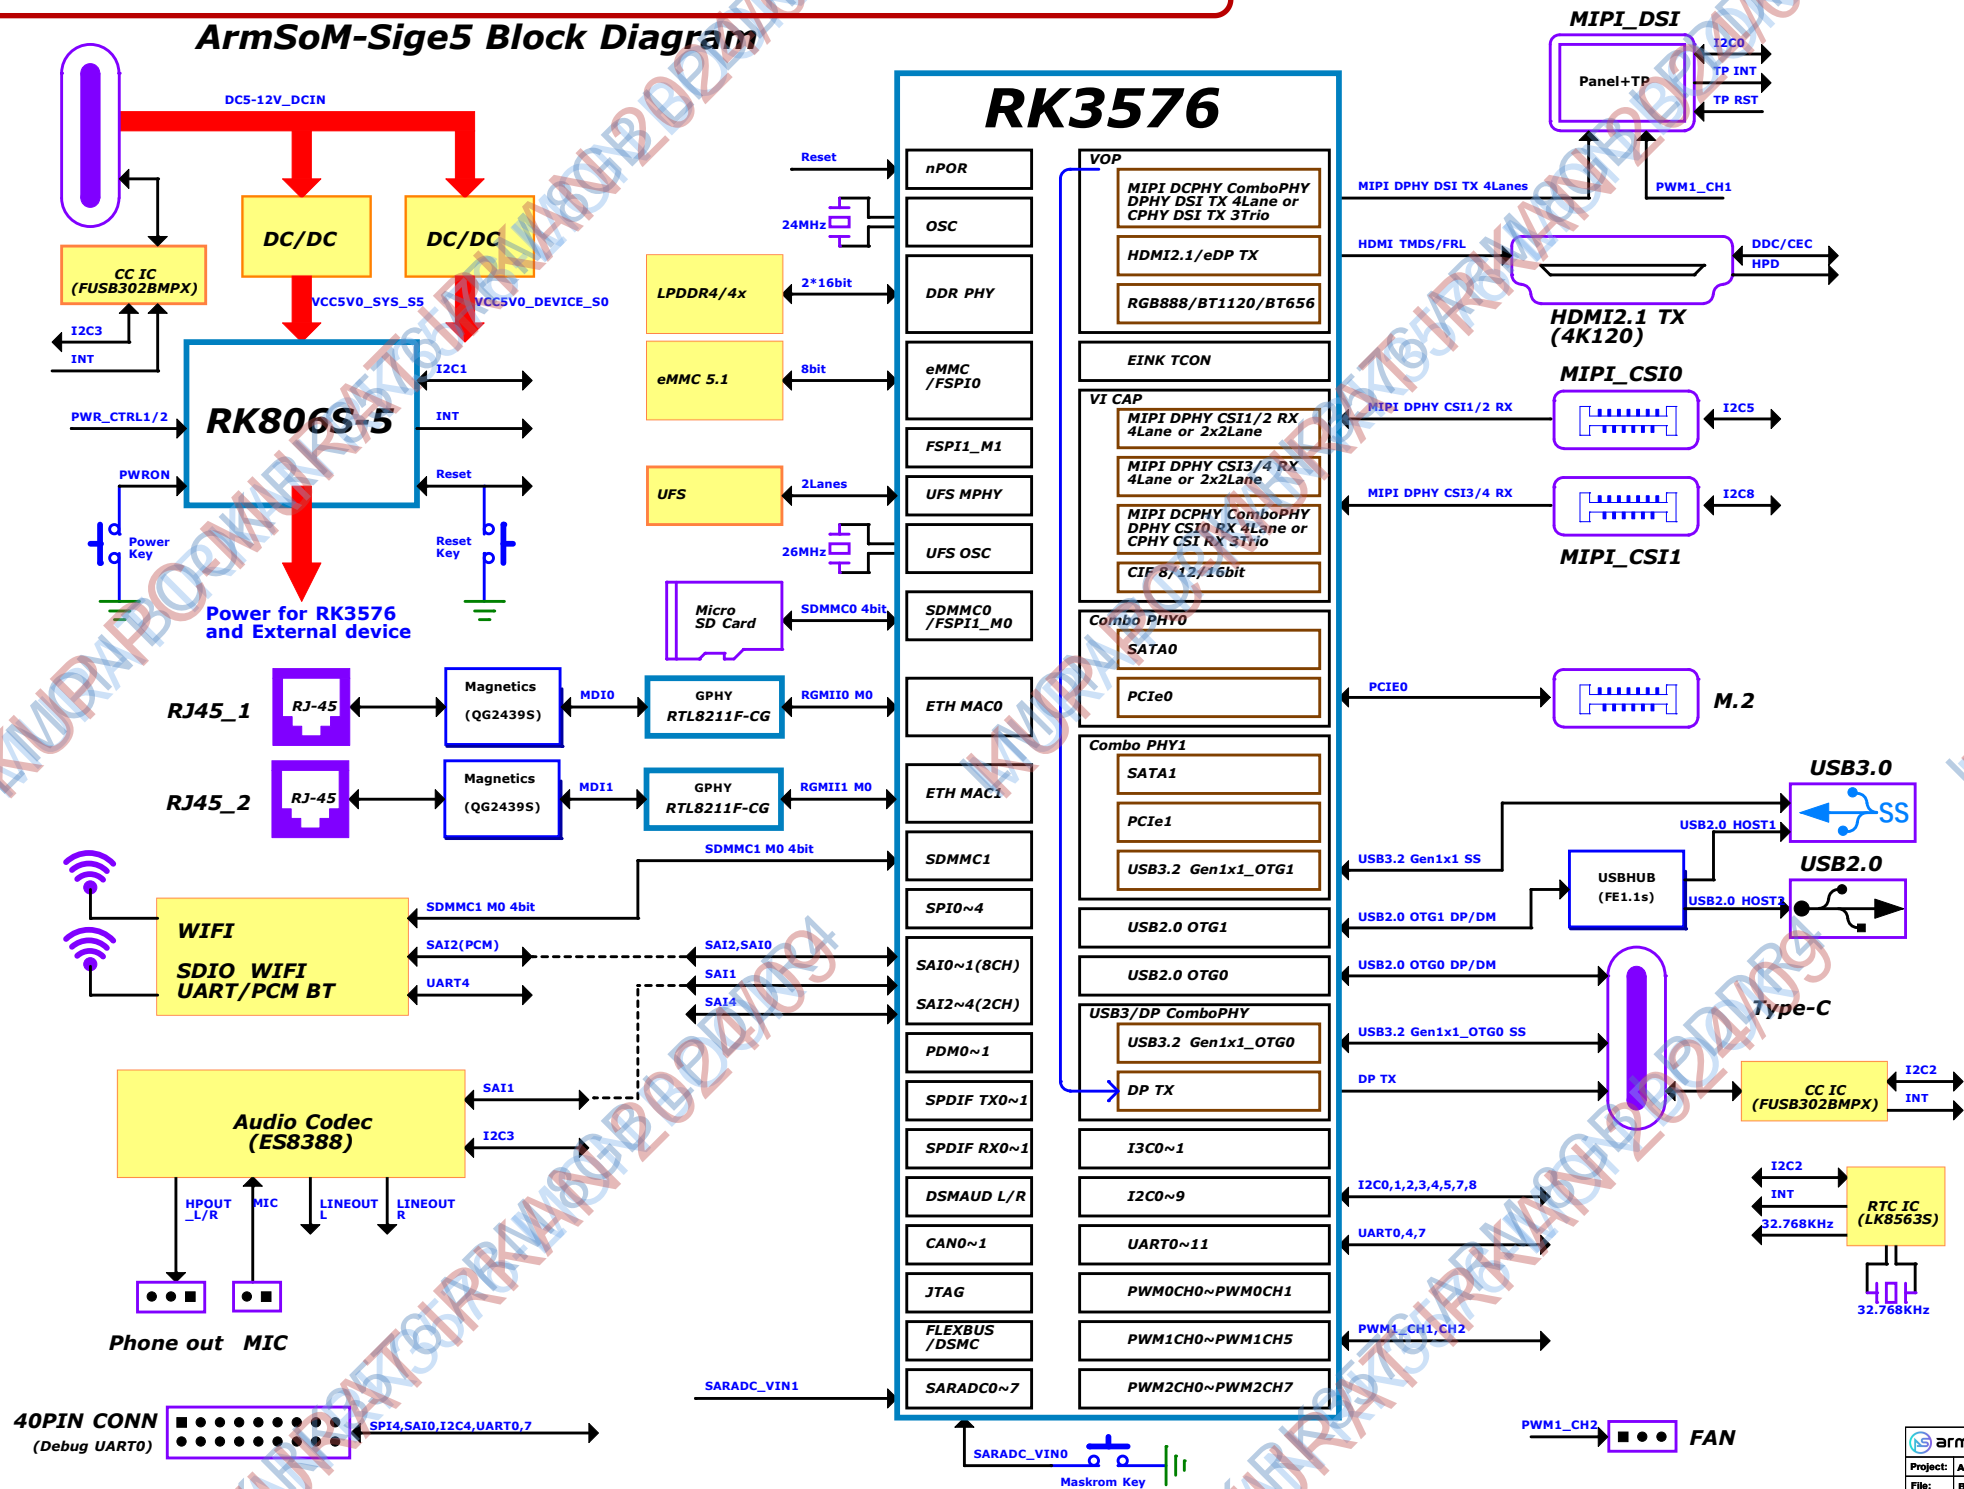 ArmSoM-Sige5 Block Diagram
DC5-12V_DCIN
DC/DC
DC/DC
CC IC
(FUSB302BMPX)
VCC5V0_SYS_S5
VCC5V0_DEVICE_S0
I2C3
INT
RK806S-5
I2C1
INT
PWR_CTRL1/2
PWRON
Reset
Power
Key
Reset
Key
Power for RK3576
and External device
RJ45_1
RJ-45
Magnetics
(QG2439S)
MDI0
GPHY
RTL8211F-CG
RGMII0 M0
RJ45_2
RJ-45
Magnetics
(QG2439S)
MDI1
GPHY
RTL8211F-CG
RGMII1 M0
SDMMC1 M0 4bit
WIFI
SDIO WIFI
UART/PCM BT
SDMMC1 M0 4bit
SAI2(PCM)
UART4
SAI2,SAI0
SAI1
SAI4
Audio Codec
(ES8388)
SAI1
I2C3
HPOUT
_L/R
MIC
LINEOUT
L
LINEOUT
R
Phone out
MIC
40PIN CONN
(Debug UART0)
SPI4,SAI0,I2C4,UART0,7
Reset
24MHz
LPDDR4/4x
2*16bit
eMMC 5.1
8bit
UFS
2Lanes
26MHz
Micro
SD Card
SDMMC0 4bit
SARADC_VIN1
SARADC_VIN0
Maskrom Key
RK3576
nPOR
OSC
DDR PHY
eMMC
/FSPI0
FSPI1_M1
UFS MPHY
UFS OSC
SDMMC0
/FSPI1_M0
ETH MAC0
ETH MAC1
SDMMC1
SPI0~4
SAI0~1(8CH)
SAI2~4(2CH)
PDM0~1
SPDIF TX0~1
SPDIF RX0~1
DSMAUD L/R
CAN0~1
JTAG
FLEXBUS
/DSMC
SARADC0~7
VOP
MIPI DCPHY ComboPHY
DPHY DSI TX 4Lane or
CPHY DSI TX 3Trio
HDMI2.1/eDP TX
RGB888/BT1120/BT656
EINK TCON
VI CAP
MIPI DPHY CSI1/2 RX
4Lane or 2x2Lane
MIPI DPHY CSI3/4 RX
4Lane or 2x2Lane
MIPI DCPHY ComboPHY
DPHY CSI0 RX 4Lane or
CPHY CSI RX 3Trio
CIF 8/12/16bit
Combo PHY0
SATA0
PCIe0
Combo PHY1
SATA1
PCIe1
USB3.2 Gen1x1_OTG1
USB2.0 OTG1
USB2.0 OTG0
USB3/DP ComboPHY
USB3.2 Gen1x1_OTG0
DP TX
I3C0~1
I2C0~9
UART0~11
PWM0CH0~PWM0CH1
PWM1CH0~PWM1CH5
PWM2CH0~PWM2CH7
MIPI_DSI
Panel+TP
I2C0
TP INT
TP RST
MIPI DPHY DSI TX 4Lanes
PWM1_CH1
HDMI TMDS/FRL
DDC/CEC
HPD
HDMI2.1 TX
(4K120)
MIPI_CSI0
MIPI DPHY CSI1/2 RX
I2C5
MIPI DPHY CSI3/4 RX
I2C8
MIPI_CSI1
PCIE0
M.2
USB3.0
SS
USB2.0 HOST1
USB3.2 Gen1x1 SS
USBHUB
(FE1.1s)
USB2.0
USB2.0 HOST2
USB2.0 OTG1 DP/DM
USB2.0 OTG0 DP/DM
Type-C
USB3.2 Gen1x1_OTG0 SS
DP TX
CC IC
(FUSB302BMPX)
I2C2
INT
I2C0,1,2,3,4,5,7,8
UART0,4,7
I2C2
INT
32.768KHz
RTC IC
(LK8563S)
32.768KHz
PWM1_CH1,CH2
PWM1_CH2
FAN
Project:
File: